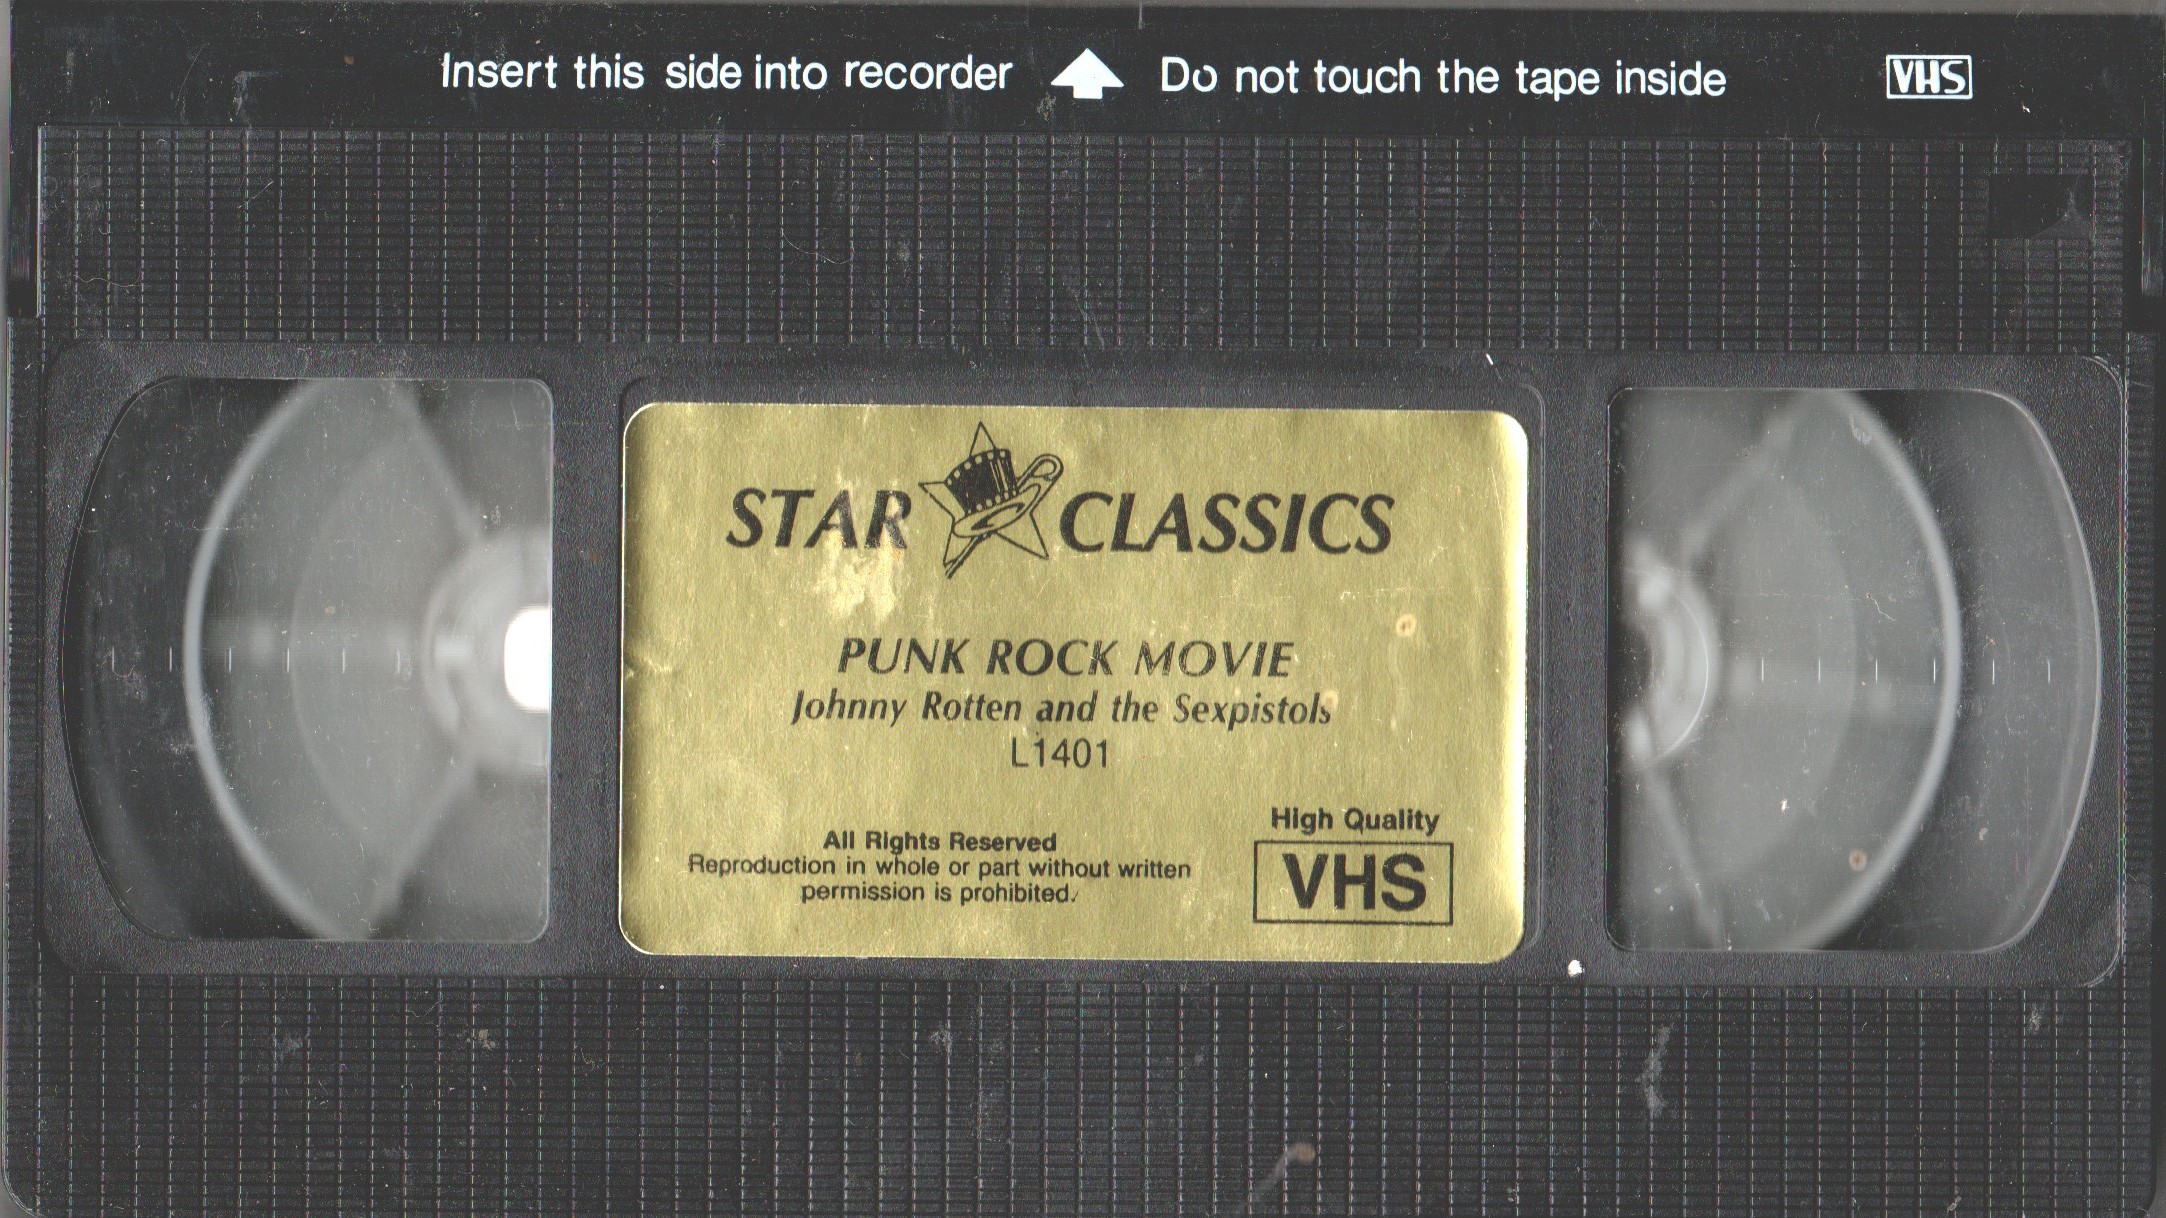 Insert this side into recorder Do not touch the tape inside VHS
STAR CLASSICS
PUNK ROCK MOVIE
Johnny Rotten and the Sexpistols
L1401
All Rights Reserved
Reproduction in whole or part without written
permission is prohibited.
High Quality
VHS